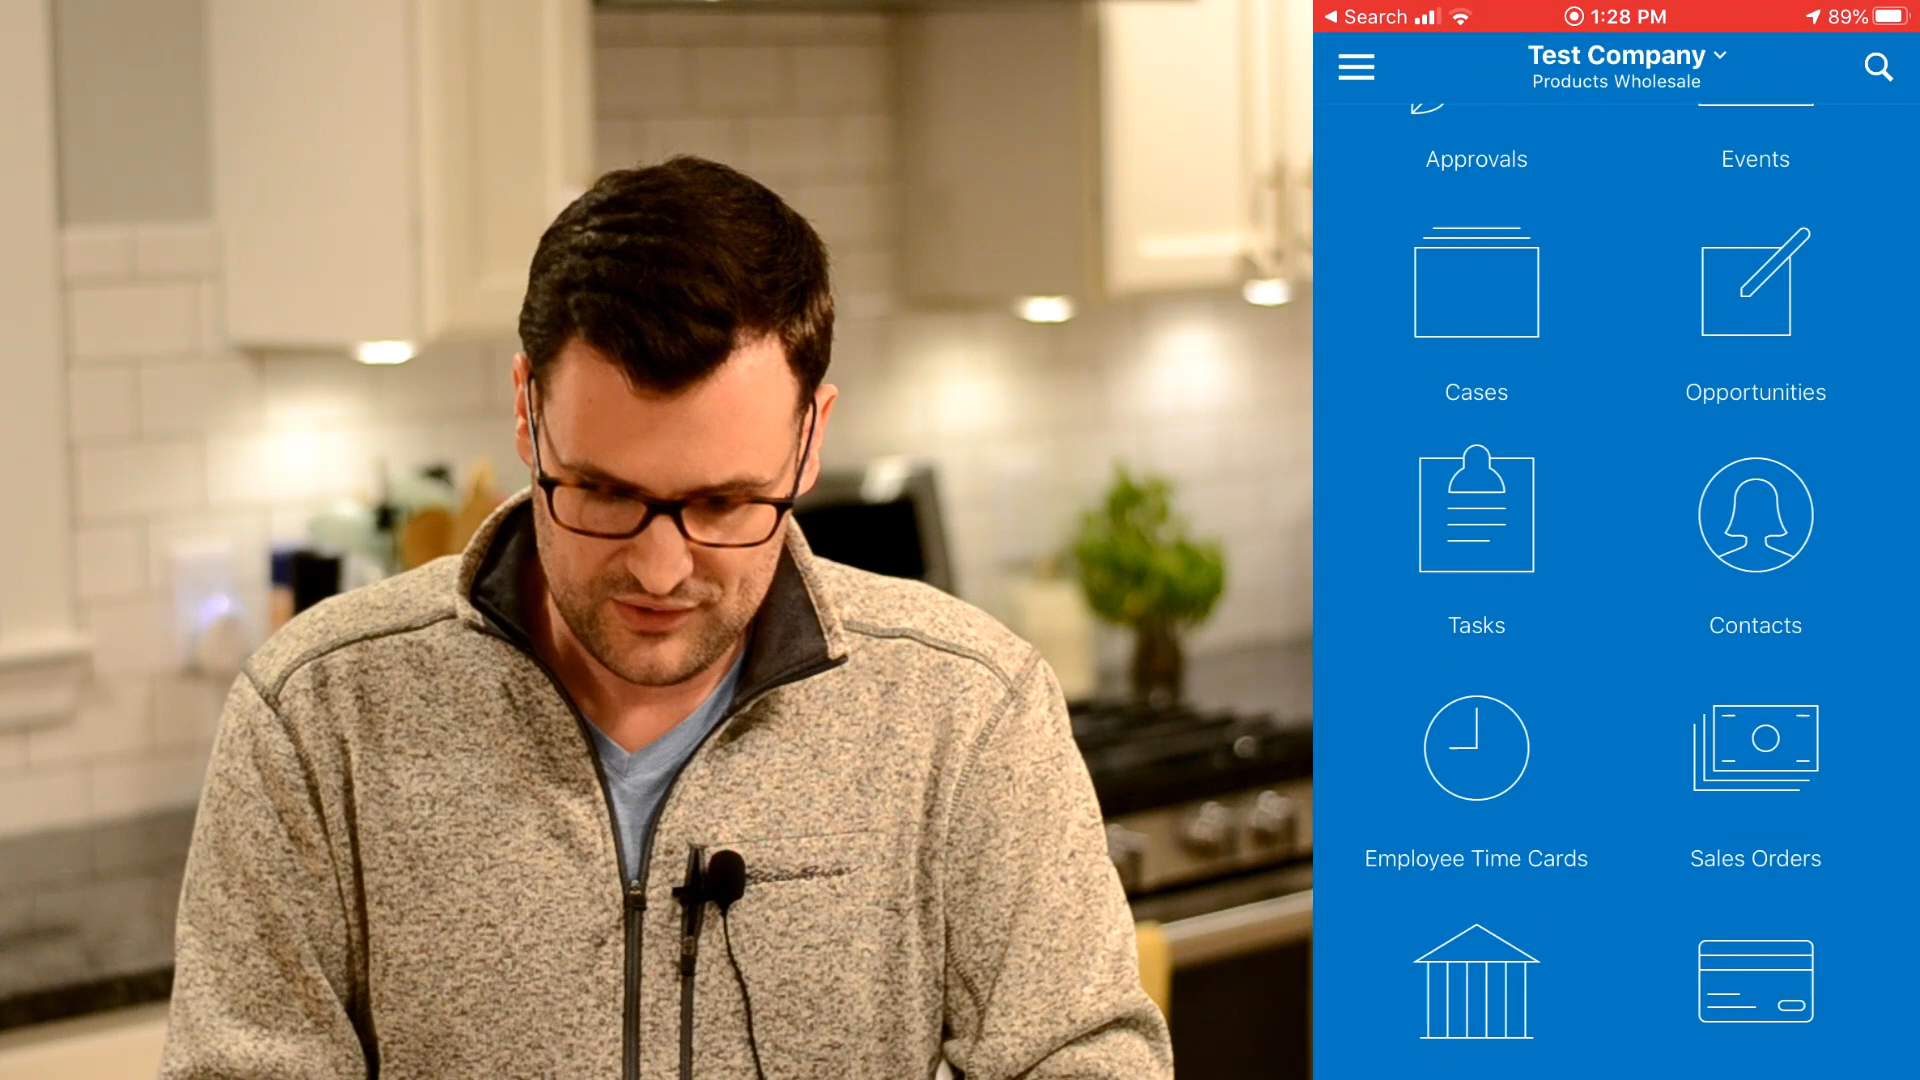 Search 1:28 PM 89%
Test Company
Products Wholesale
Approvals Events
Cases Opportunities
Tasks Contacts
Employee Time Cards Sales Orders